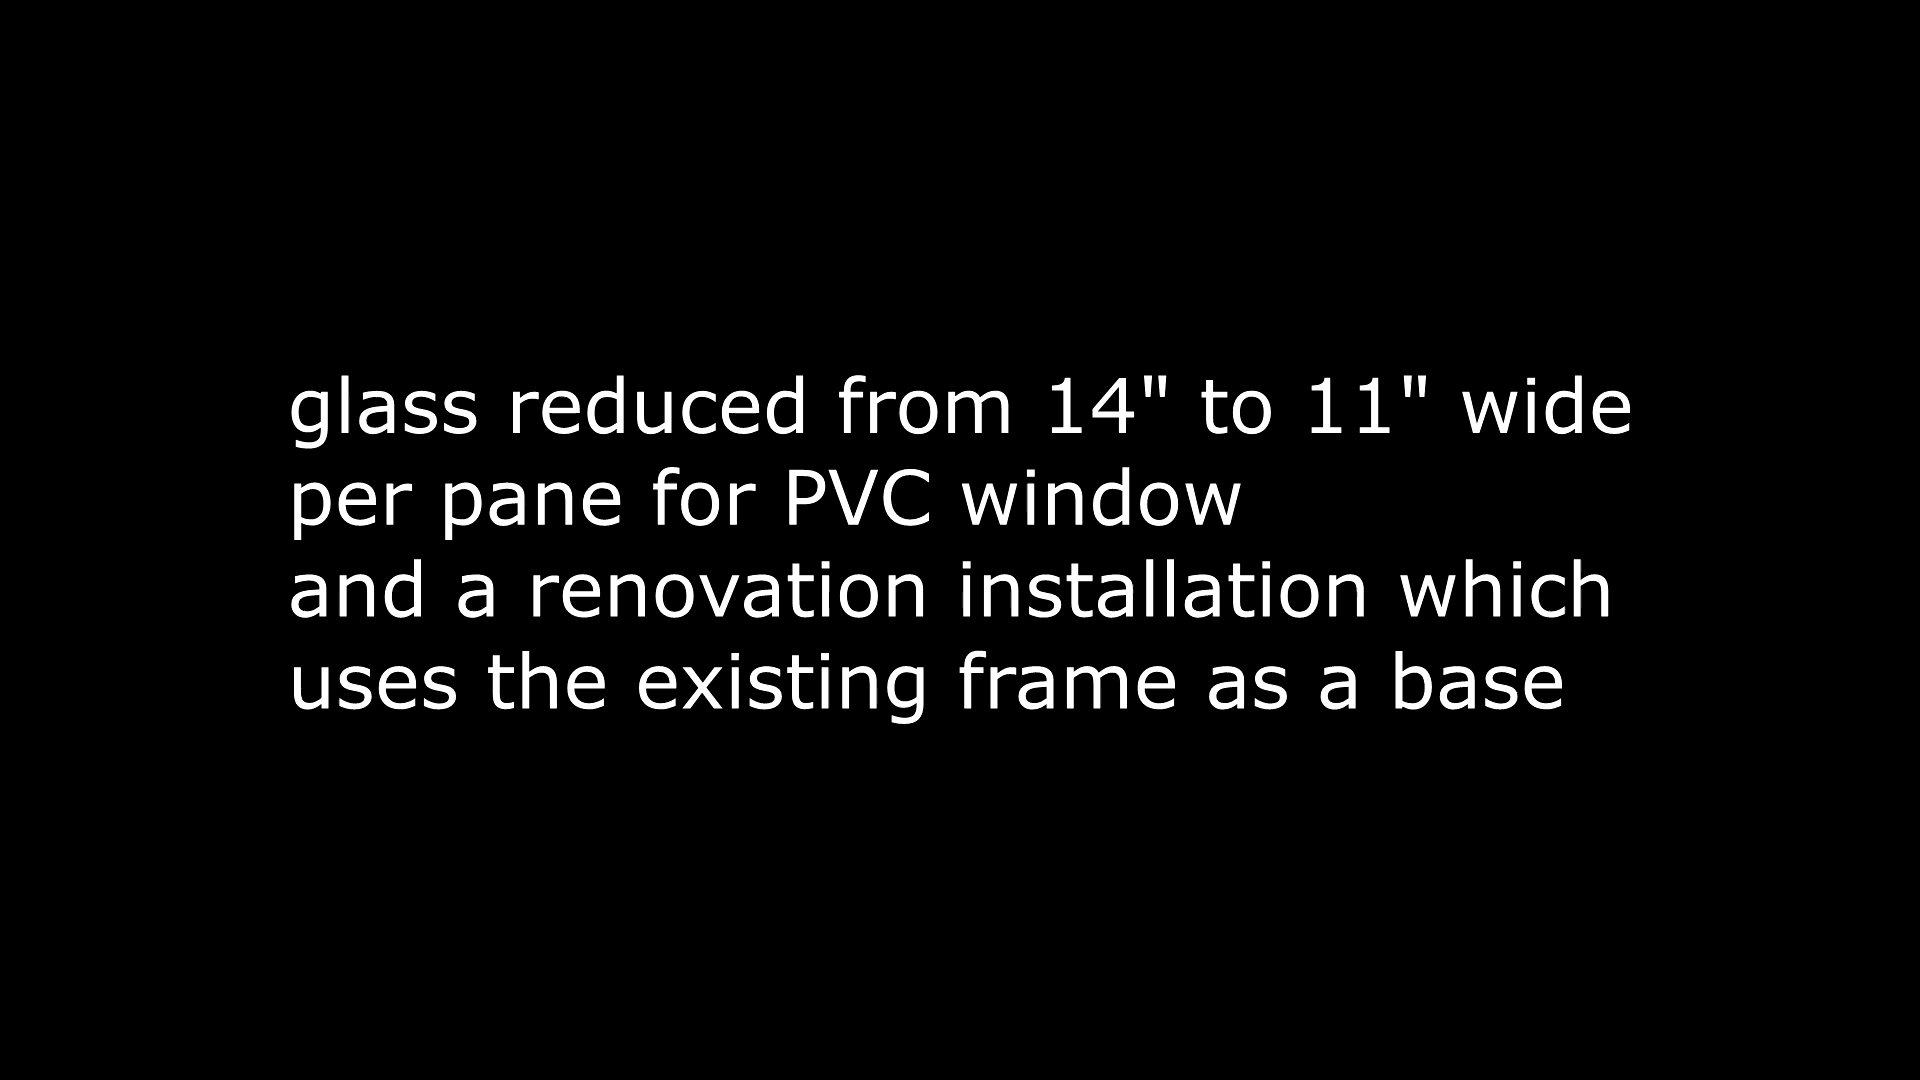 glass reduced from 14" to 11" wide
per pane for PVC window
and a renovation installation which
uses the existing frame as a base